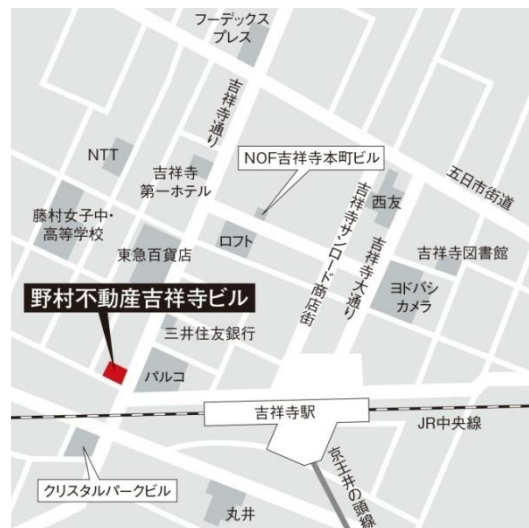 フーデックス
プレス
吉祥寺通り
NTT
吉祥寺
第一ホテル
NOF吉祥寺本町ビル
五日市街道
藤村女子中・
高等学校
東急百貨店
ロフト
吉祥寺サンロード商店街
西友
吉祥寺大通り
吉祥寺図書館
ヨドバシ
カメラ
野村不動産吉祥寺ビル
三井住友銀行
パルコ
吉祥寺駅
JR中央線
クリスタルパークビル
丸井
京王井の頭線